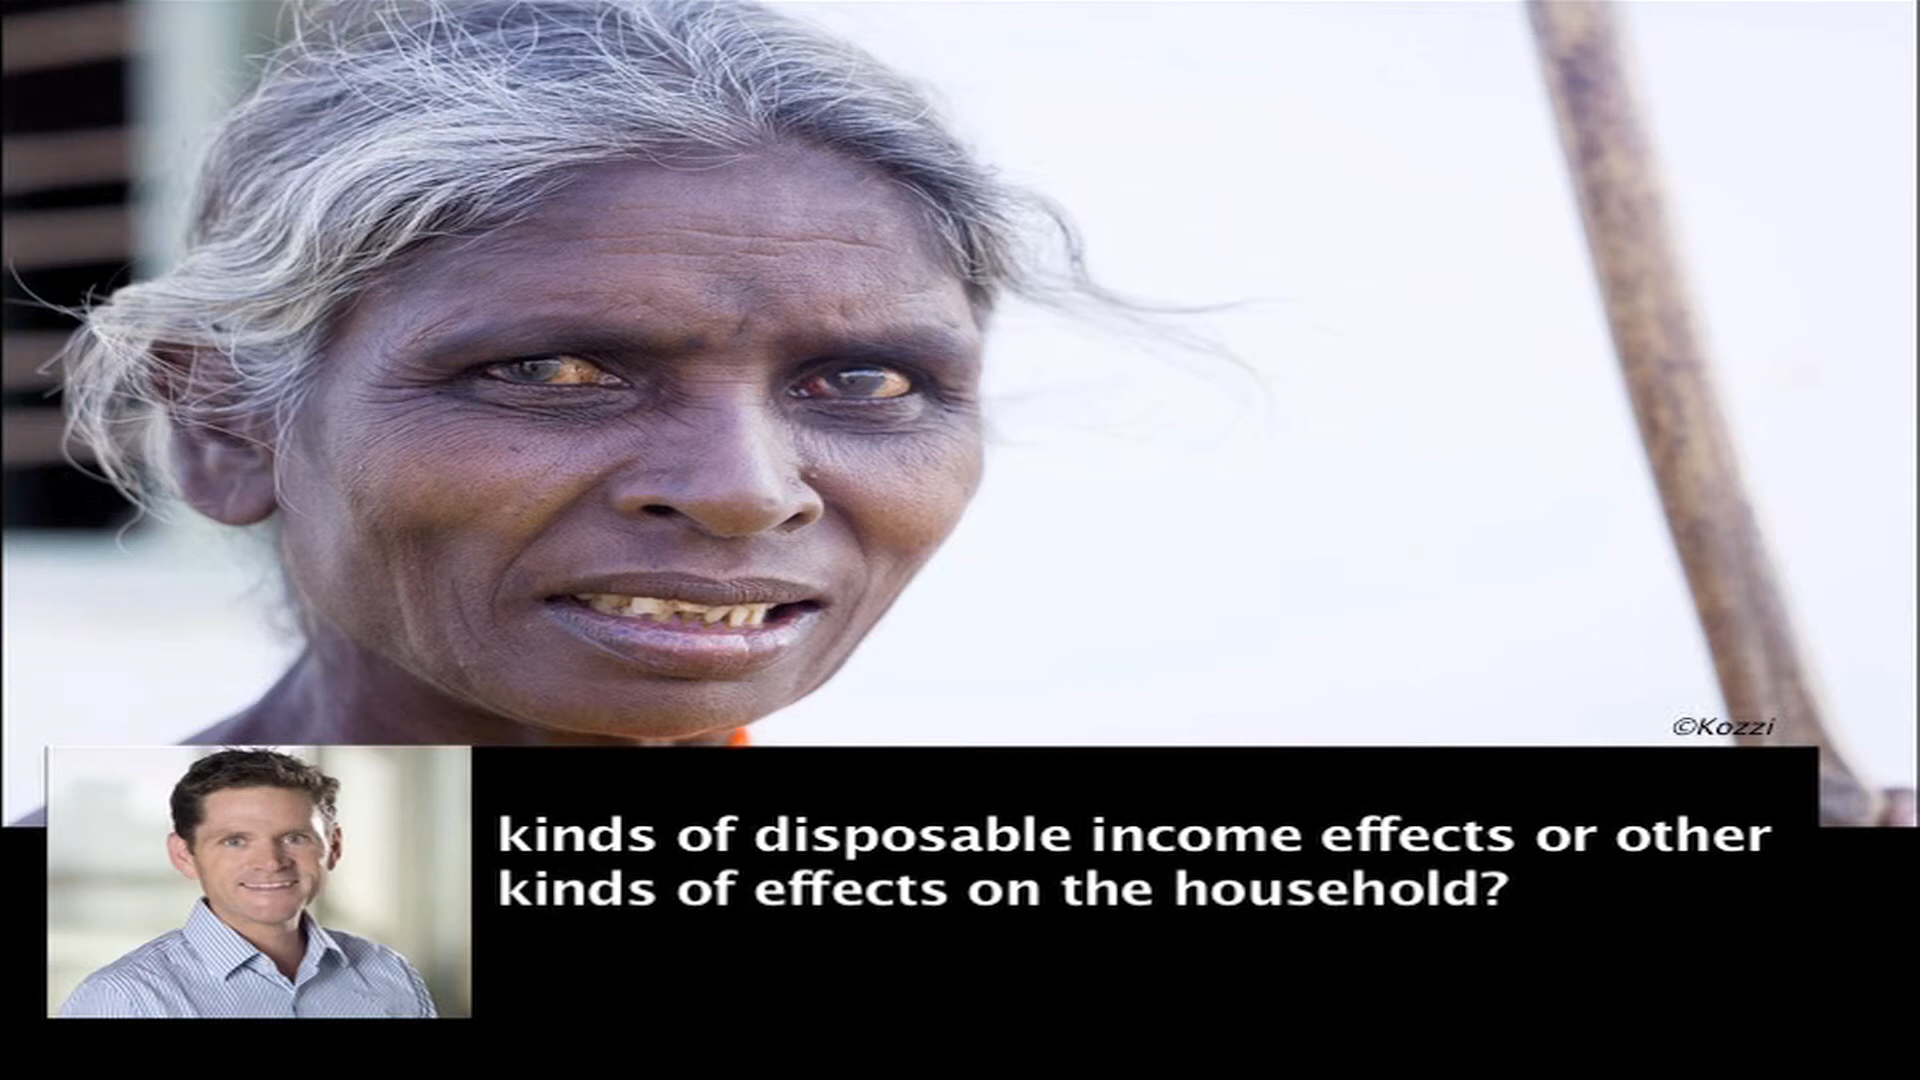 ©Kozzi
kinds of disposable income effects or other
kinds of effects on the household?